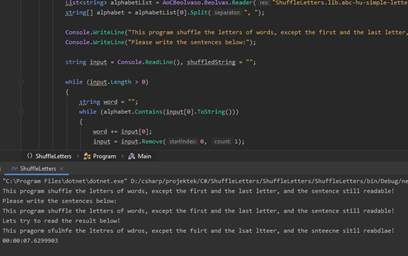 List<string> alphabetList = AoCBeolvaso.Beolvas.Reader( res: "ShuffleLetters.lib.abc-hu-simple-lette
string[] alphabet = alphabetList[0].Split( separator: ", ");
Console.WriteLine("This program shuffle the letters of words, except the first and the last letter,
Console.WriteLine("Please write the sentences below:");
string input = Console.ReadLine(), shuffledString = "";
while (input.Length > 0)
{
string word = "";
while (alphabet.Contains(input[0].ToString()))
{
word += input[0];
input = input.Remove( startIndex: 0, count: 1);
ShuffleLetters > Program > Main
ShuffleLetters ×
"C:\Program Files\dotnet\dotnet.exe" D:/csharp/projektek/C#/ShuffleLetters/ShuffleLetters/ShuffleLetters/bin/Debug/ne
This program shuffle the letters of words, except the first and the last letter, and the sentence still readable!
Please write the sentences below:
This program shuffle the letters of words, except the first and the last letter, and the sentence still readable!
Lets try to read the result below!
This pragorm sfulhfe the ltretes of wdros, execpt the fsirt and the lsat ltteer, and the snteecne stlil readdlae!
00:00:07.6299903